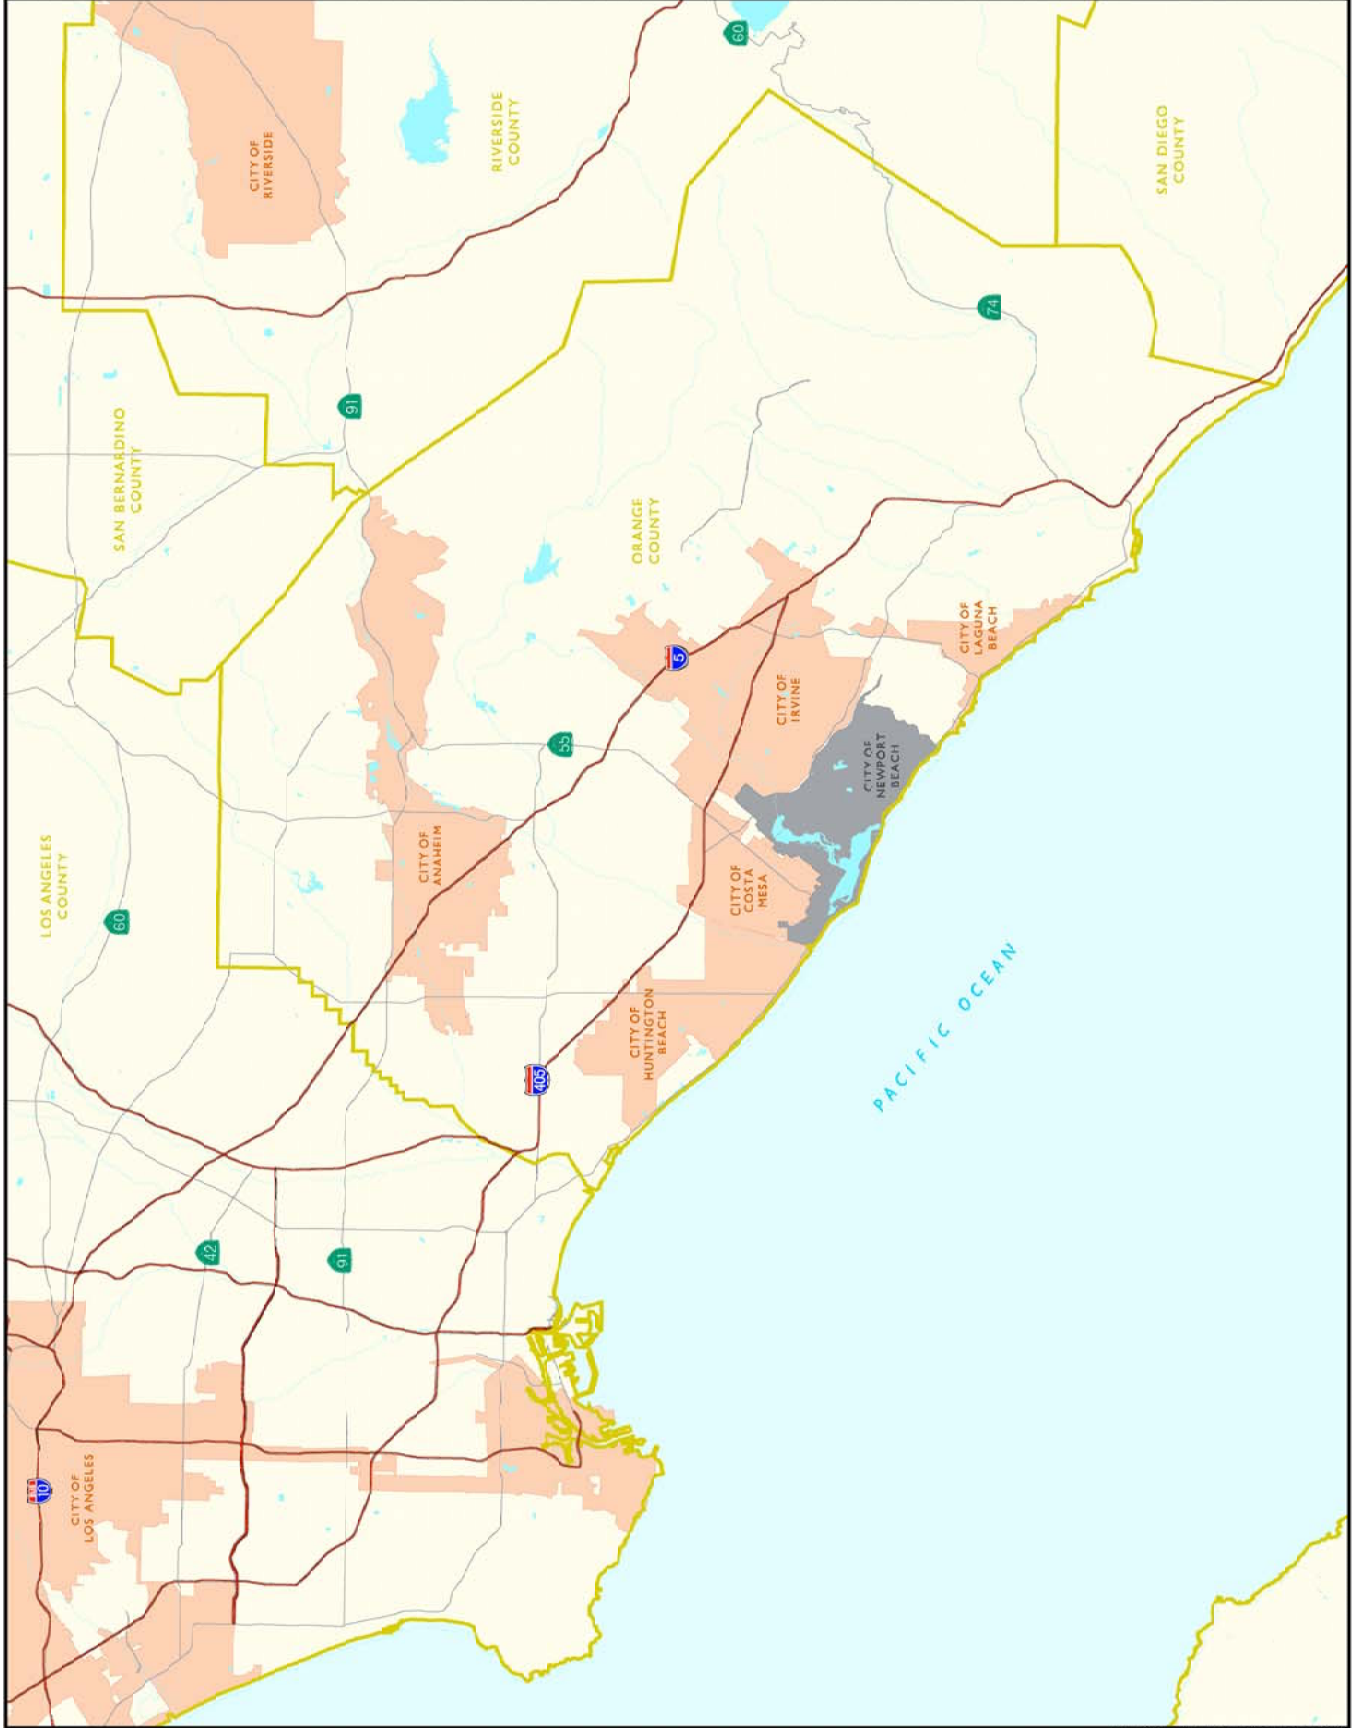 10
CITY OF
LOS ANGELES
LOS ANGELES
COUNTY
60
SAN BERNARDINO
COUNTY
42
CITY OF
RIVERSIDE
91
91
CITY OF
ANAHEIM
RIVERSIDE
COUNTY
405
55
CITY OF
HUNTINGTON
BEACH
ORANGE
COUNTY
5
CITY OF
COSTA
MESA
60
CITY OF
IRVINE
CITY OF
NEWPORT
BEACH
PACIFIC OCEAN
CITY OF
LAGUNA
BEACH
74
SAN DIEGO
COUNTY